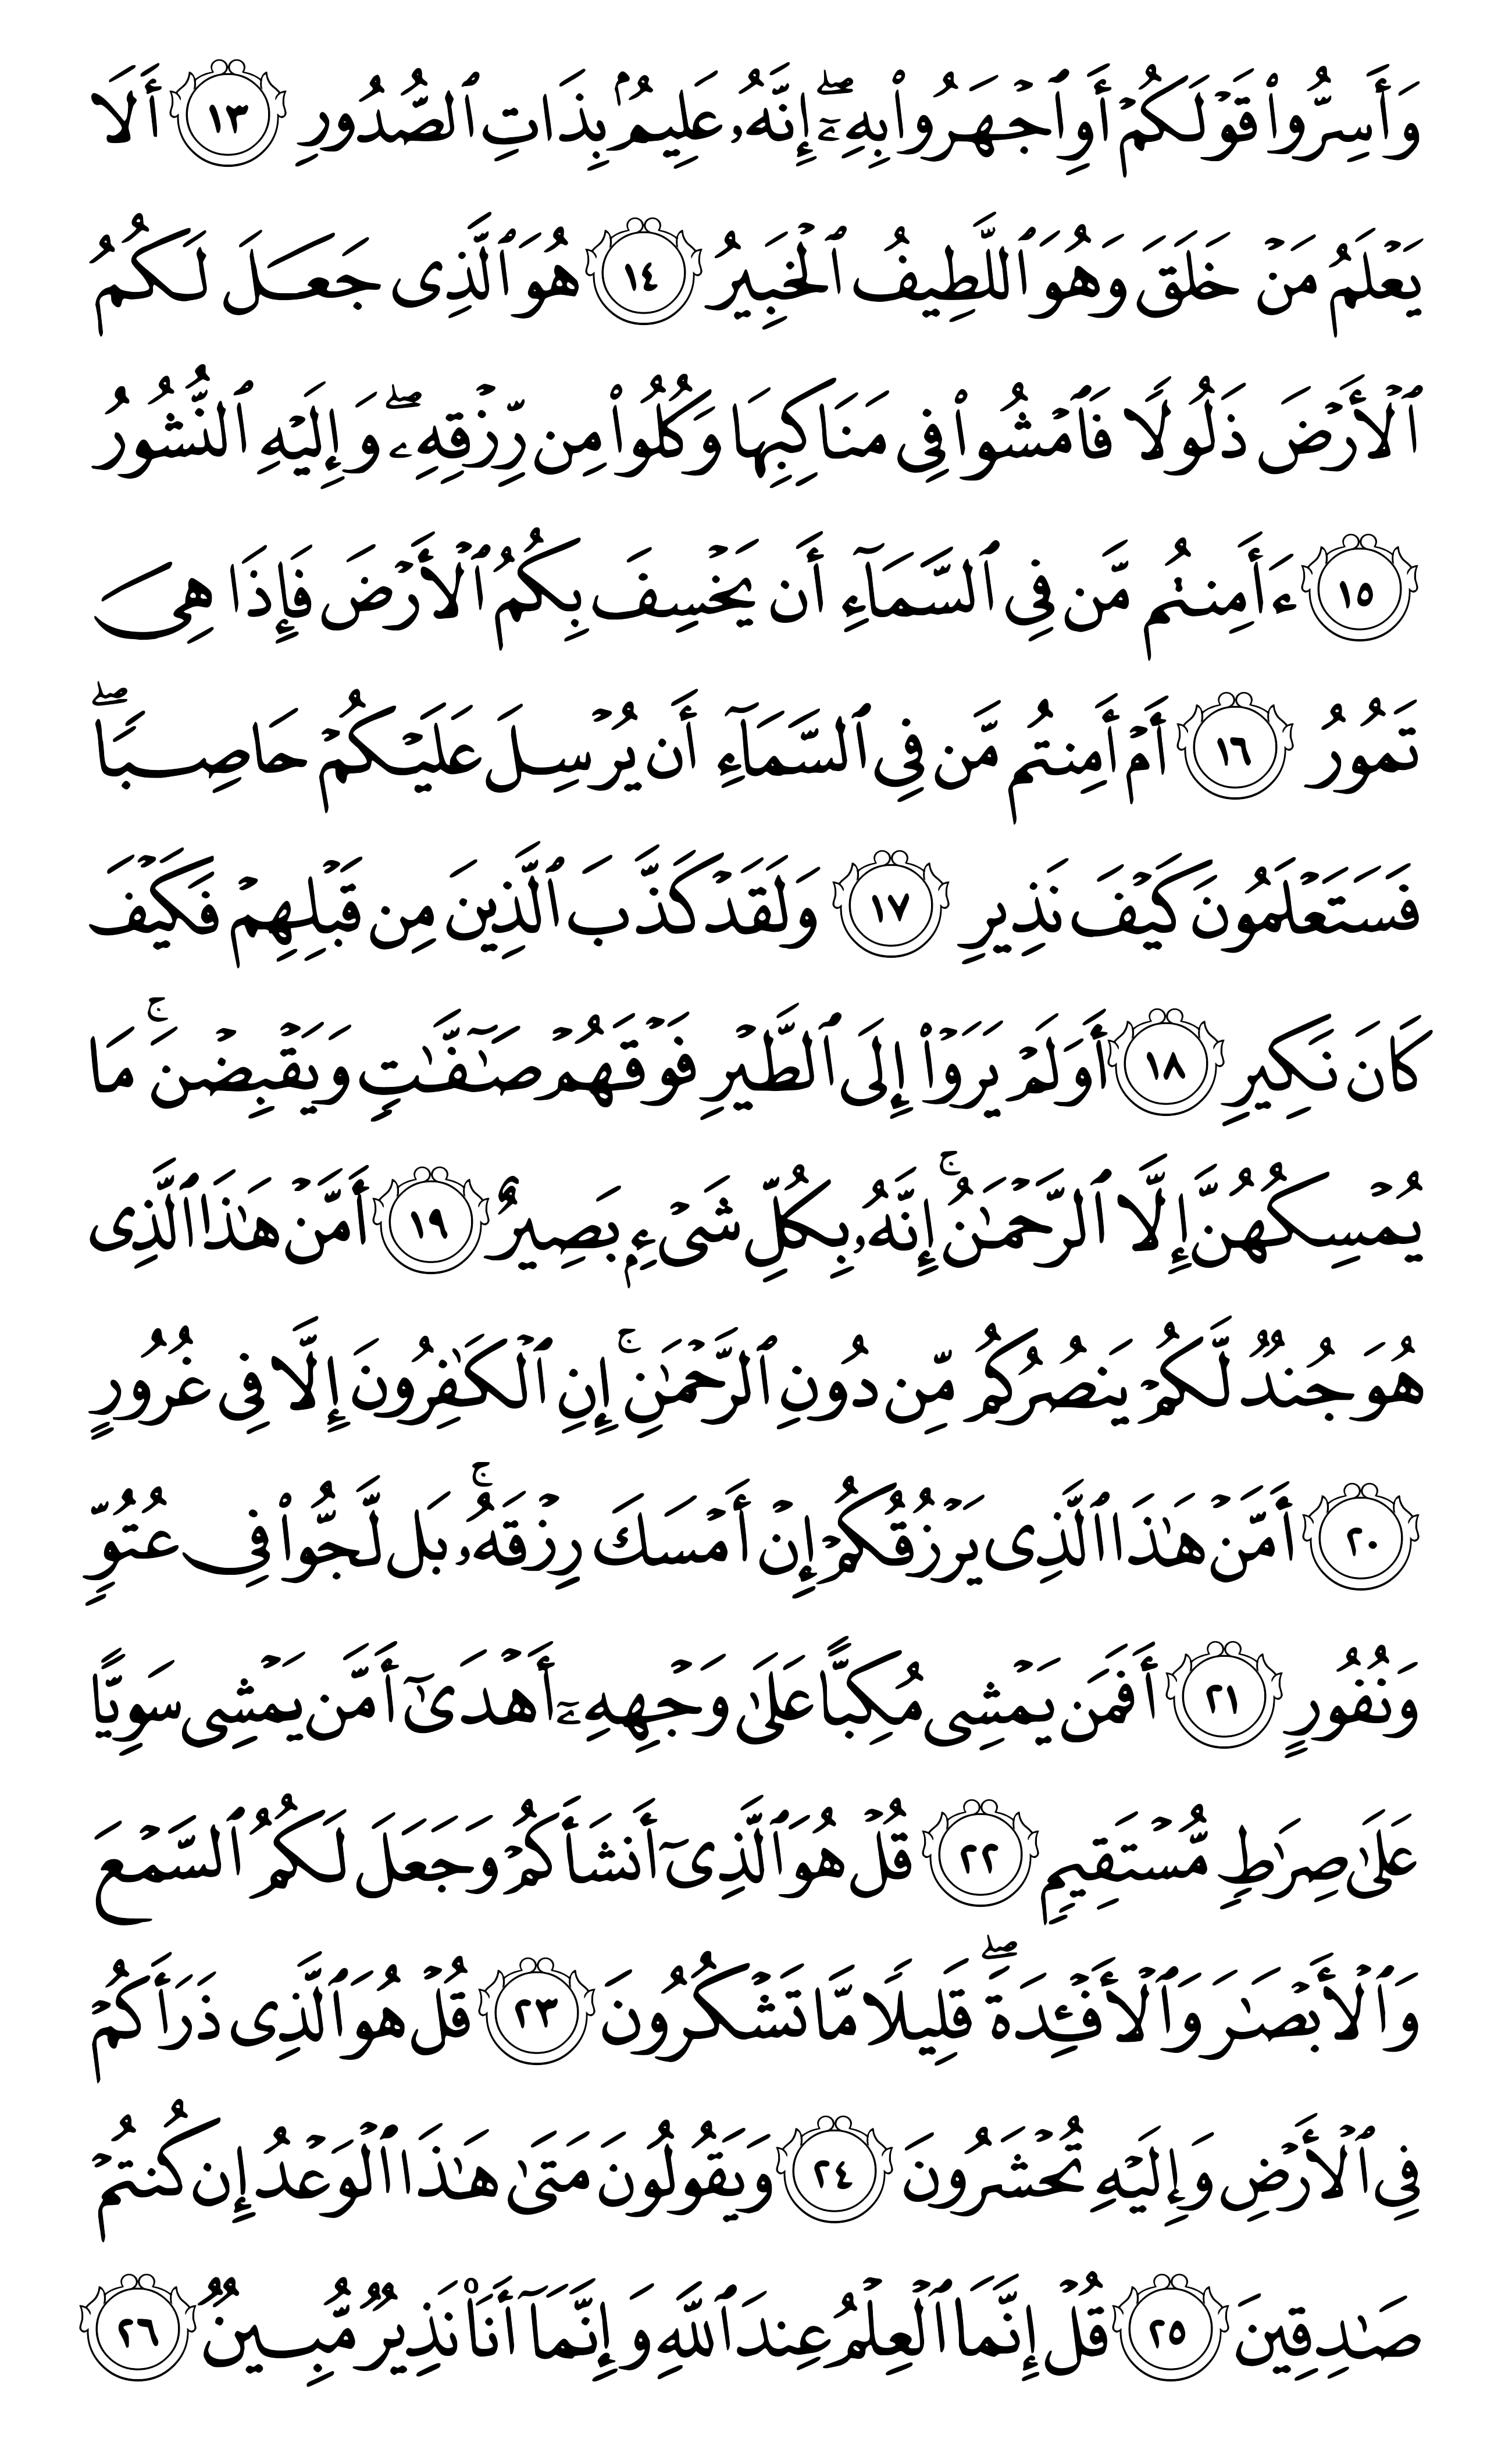 وَأَسِرُّوا۟ قَوْلَكُمْ أَوِ ٱجْهَرُوا۟ بِهِۦٓ ۖ إِنَّهُۥ عَلِيمٌۢ بِذَاتِ ٱلصُّدُورِ ١٣ أَلَا
يَعْلَمُ مَنْ خَلَقَ وَهُوَ ٱللَّطِيفُ ٱلْخَبِيرُ ١٤ هُوَ ٱلَّذِى جَعَلَ لَكُمُ
ٱلْأَرْضَ ذَلُولًا فَٱمْشُوا۟ فِى مَنَاكِبِهَا وَكُلُوا۟ مِن رِّزْقِهِۦ ۖ وَإِلَيْهِ ٱلنُّشُورُ
١٥ ءَأَمِنتُم مَّن فِى ٱلسَّمَآءِ أَن يَخْسِفَ بِكُمُ ٱلْأَرْضَ فَإِذَا هِىَ
تَمُورُ ١٦ أَمْ أَمِنتُم مَّن فِى ٱلسَّمَآءِ أَن يُرْسِلَ عَلَيْكُمْ حَاصِبًا ۖ
فَسَتَعْلَمُونَ كَيْفَ نَذِيرِ ١٧ وَلَقَدْ كَذَّبَ ٱلَّذِينَ مِن قَبْلِهِمْ فَكَيْفَ
كَانَ نَكِيرِ ١٨ أَوَلَمْ يَرَوْا۟ إِلَى ٱلطَّيْرِ فَوْقَهُمْ صَٰٓفَّٰتٍ وَيَقْبِضْنَ ۚ مَا
يُمْسِكُهُنَّ إِلَّا ٱلرَّحْمَٰنُ ۚ إِنَّهُۥ بِكُلِّ شَىْءٍۭ بَصِيرٌ ١٩ أَمَّنْ هَٰذَا ٱلَّذِى
هُوَ جُندٌ لَّكُمْ يَنصُرُكُم مِّن دُونِ ٱلرَّحْمَٰنِ ۚ إِنِ ٱلْكَٰفِرُونَ إِلَّا فِى غُرُورٍ
٢٠ أَمَّنْ هَٰذَا ٱلَّذِى يَرْزُقُكُمْ إِنْ أَمْسَكَ رِزْقَهُۥ ۚ بَل لَّجُّوا۟ فِى عُتُوٍّ
وَنُفُورٍ ٢١ أَفَمَن يَمْشِى مُكِبًّا عَلَىٰ وَجْهِهِۦٓ أَهْدَىٰٓ أَمَّن يَمْشِى سَوِيًّا
عَلَىٰ صِرَٰطٍ مُّسْتَقِيمٍ ٢٢ قُلْ هُوَ ٱلَّذِىٓ أَنشَأَكُمْ وَجَعَلَ لَكُمُ ٱلسَّمْعَ
وَٱلْأَبْصَٰرَ وَٱلْأَفْـِٔدَةَ ۖ قَلِيلًا مَّا تَشْكُرُونَ ٢٣ قُلْ هُوَ ٱلَّذِى ذَرَأَكُمْ
فِى ٱلْأَرْضِ وَإِلَيْهِ تُحْشَرُونَ ٢٤ وَيَقُولُونَ مَتَىٰ هَٰذَا ٱلْوَعْدُ إِن كُنتُمْ
صَٰدِقِينَ ٢٥ قُلْ إِنَّمَا ٱلْعِلْمُ عِندَ ٱللَّهِ وَإِنَّمَآ أَنَا۠ نَذِيرٌ مُّبِينٌ ٢٦